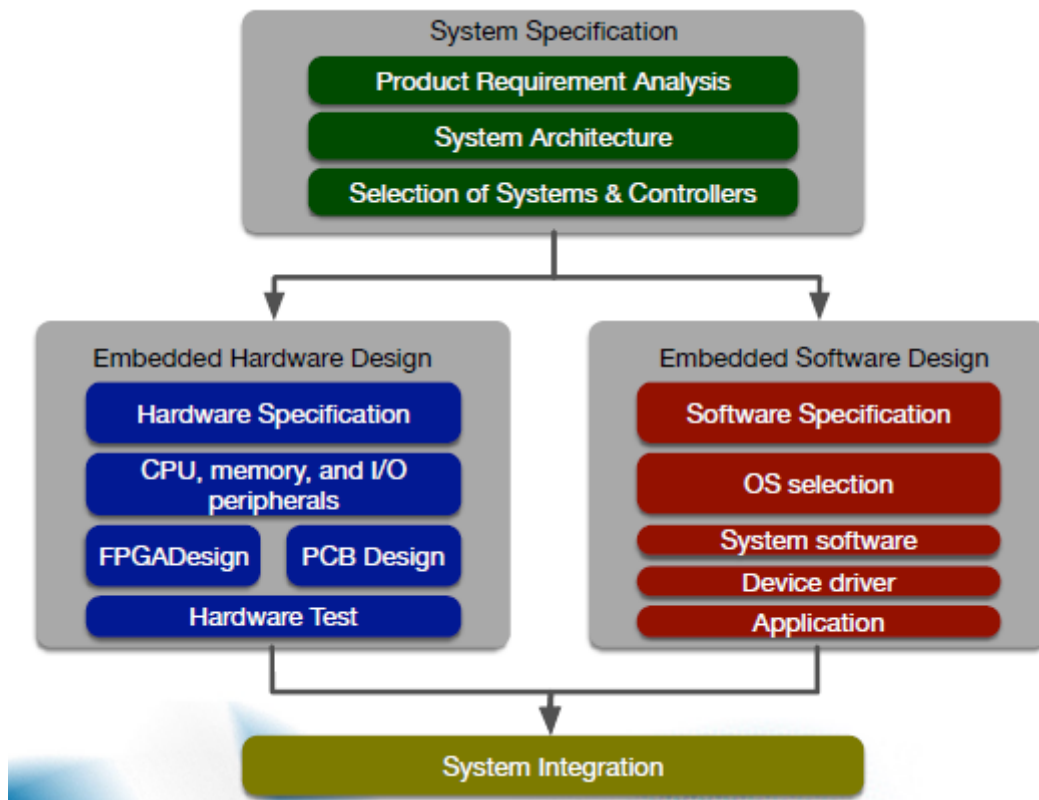 System Specification
Product Requirement Analysis
System Architecture
Selection of Systems & Controllers
Embedded Hardware Design
Hardware Specification
CPU, memory, and I/O
peripherals
FPGADesign
PCB Design
Hardware Test
Embedded Software Design
Software Specification
OS selection
System software
Device driver
Application
System Integration